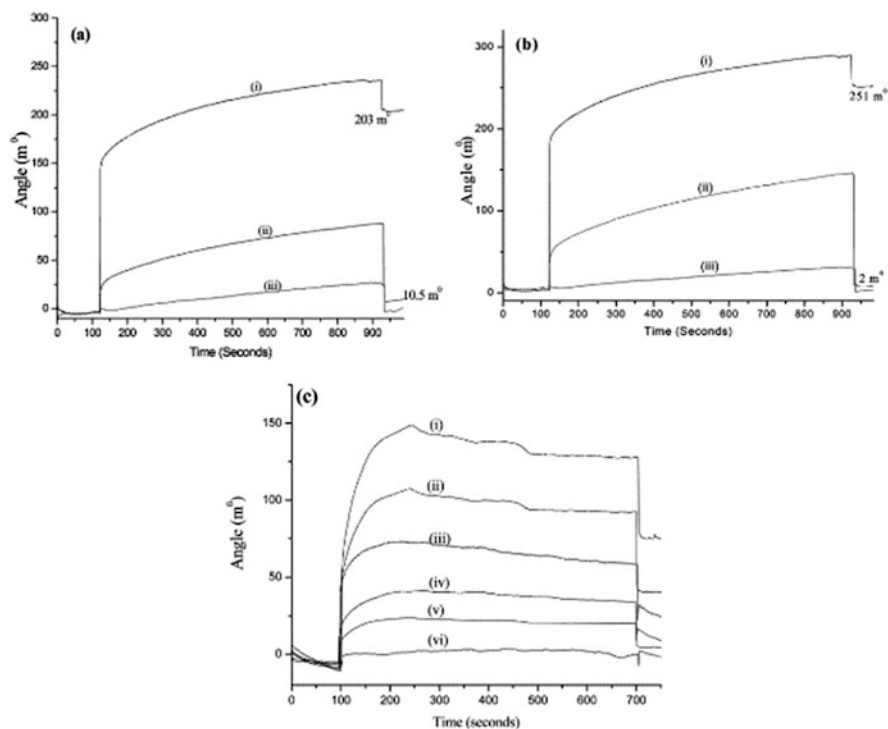 (a)
300
250
200
150
100
50
0
Angle (m⁰)
(i)
(ii)
(iii)
203 m⁰
10.5 m⁰
0 100 200 300 400 500 600 700 800 900
Time (Seconds)
(b)
300
200
100
0
Angle (m⁰)
(i)
(ii)
(iii)
251 m⁰
2 m⁰
0 100 200 300 400 500 600 700 800 900
Time (Seconds)
(c)
150
100
50
0
Angle (m⁰)
(i)
(ii)
(iii)
(iv)
(v)
(vi)
0 100 200 300 400 500 600 700
Time (seconds)